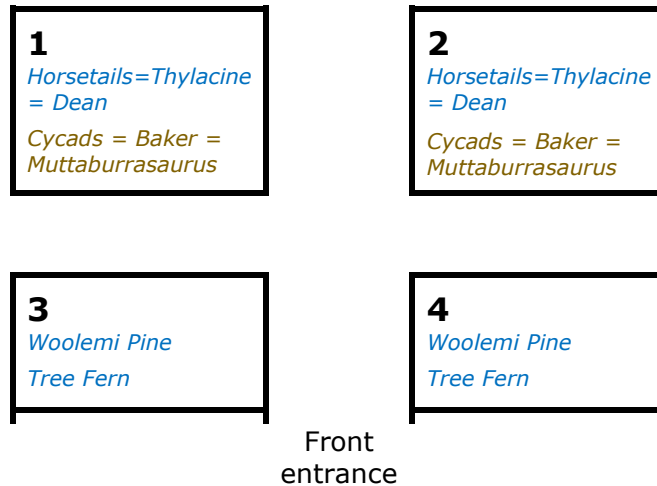 1
Horsetails=Thylacine
= Dean
Cycads = Baker =
Muttaburrasaurus
2
Horsetails=Thylacine
= Dean
Cycads = Baker =
Muttaburrasaurus
3
Woolemi Pine
Tree Fern
4
Woolemi Pine
Tree Fern
Front
entrance